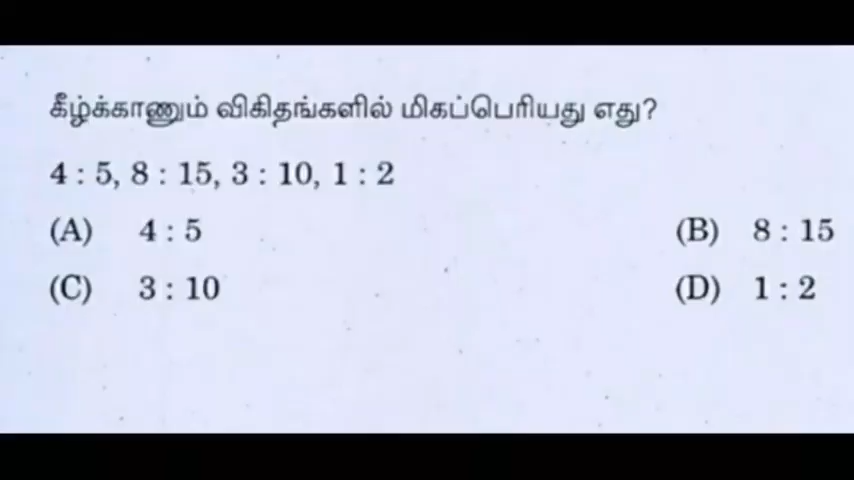 கீழ்க்காணும் விகிதங்களில் மிகப்பெரியது எது?
4 : 5, 8 : 15, 3 : 10, 1 : 2
(A) 4 : 5 (B) 8 : 15
(C) 3 : 10 (D) 1 : 2